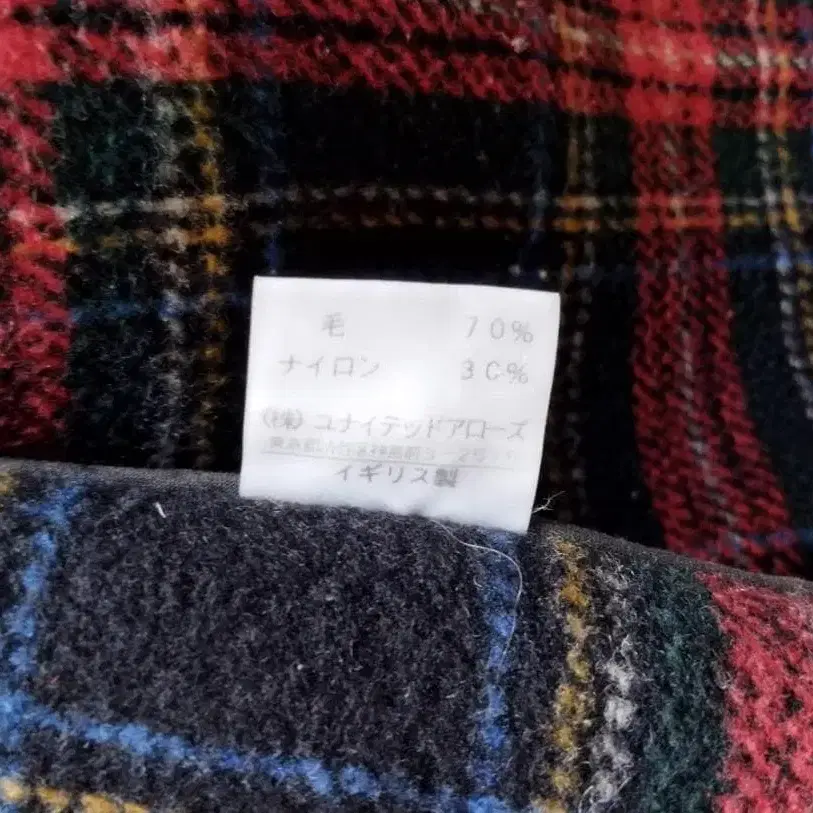 毛 70%
ナイロン 30%
(株)ユナイテッドアローズ
イギリス製